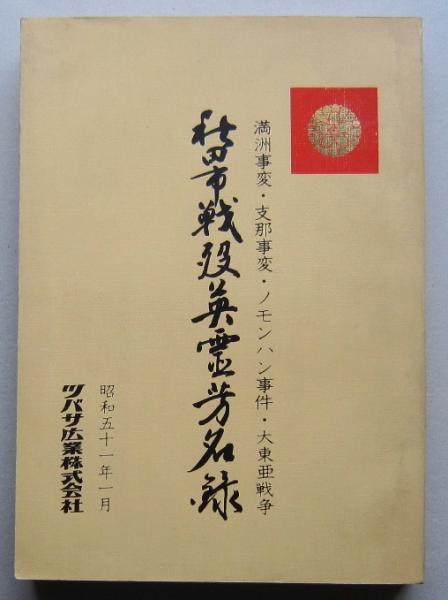 満洲事変・支那事変・ノモンハン事件・大東亜戦争
秋田市戦歿英霊芳名録
昭和五十一年一月
ツバサ広業株式会社